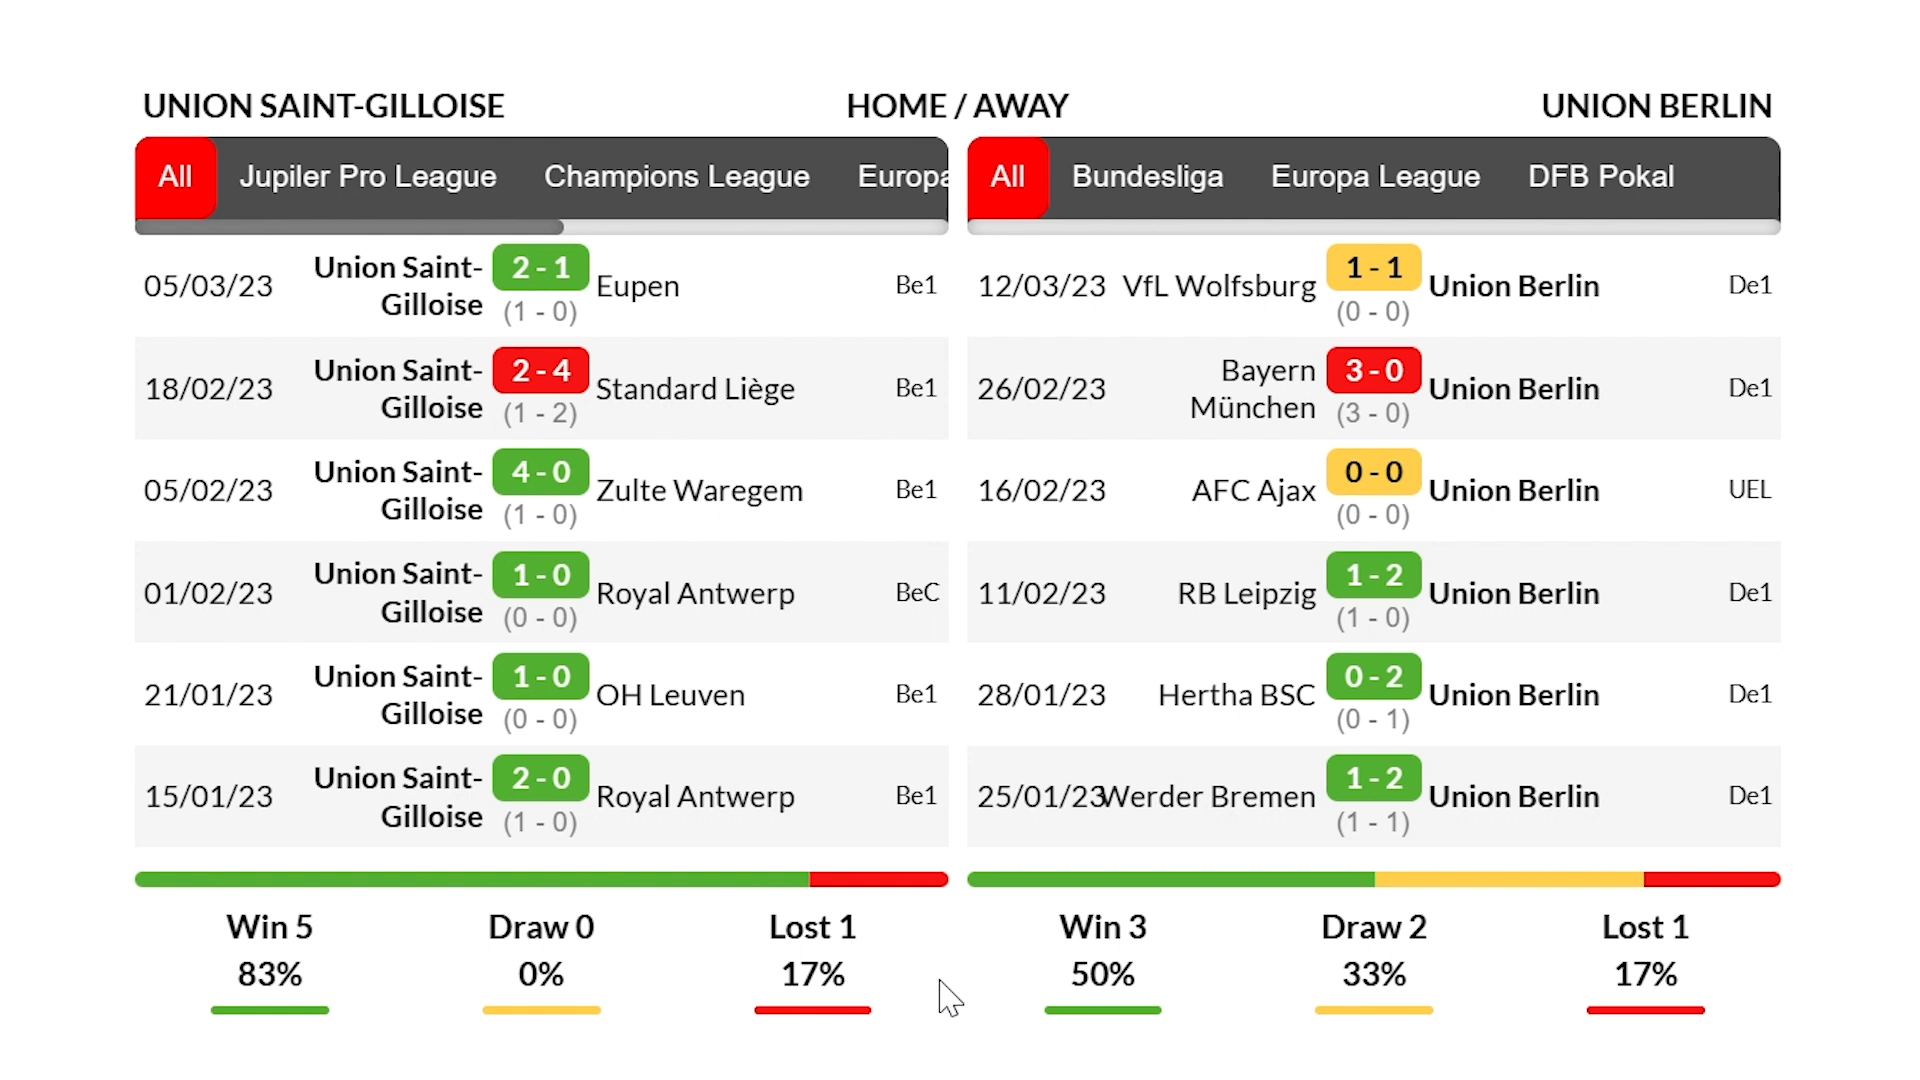 UNION SAINT-GILLOISE HOME / AWAY UNION BERLIN
All Jupiler Pro League Champions League Europa
All Bundesliga Europa League DFB Pokal
05/03/23 Union Saint-
Gilloise 2 - 1 Eupen Be1
(1 - 0)
18/02/23 Union Saint-
Gilloise 2 - 4 Standard Liège Be1
(1 - 2)
05/02/23 Union Saint-
Gilloise 4 - 0 Zulte Waregem Be1
(1 - 0)
01/02/23 Union Saint-
Gilloise 1 - 0 Royal Antwerp BeC
(0 - 0)
21/01/23 Union Saint-
Gilloise 1 - 0 OH Leuven Be1
(0 - 0)
15/01/23 Union Saint-
Gilloise 2 - 0 Royal Antwerp Be1
(1 - 0)
Win 5 Draw 0 Lost 1
83% 0% 17%
12/03/23 VfL Wolfsburg 1 - 1 Union Berlin De1
(0 - 0)
26/02/23 Bayern
München 3 - 0 Union Berlin De1
(3 - 0)
16/02/23 AFC Ajax 0 - 0 Union Berlin UEL
(0 - 0)
11/02/23 RB Leipzig 1 - 2 Union Berlin De1
(1 - 0)
28/01/23 Hertha BSC 0 - 2 Union Berlin De1
(0 - 1)
25/01/23 Werder Bremen 1 - 2 Union Berlin De1
(1 - 1)
Win 3 Draw 2 Lost 1
50% 33% 17%